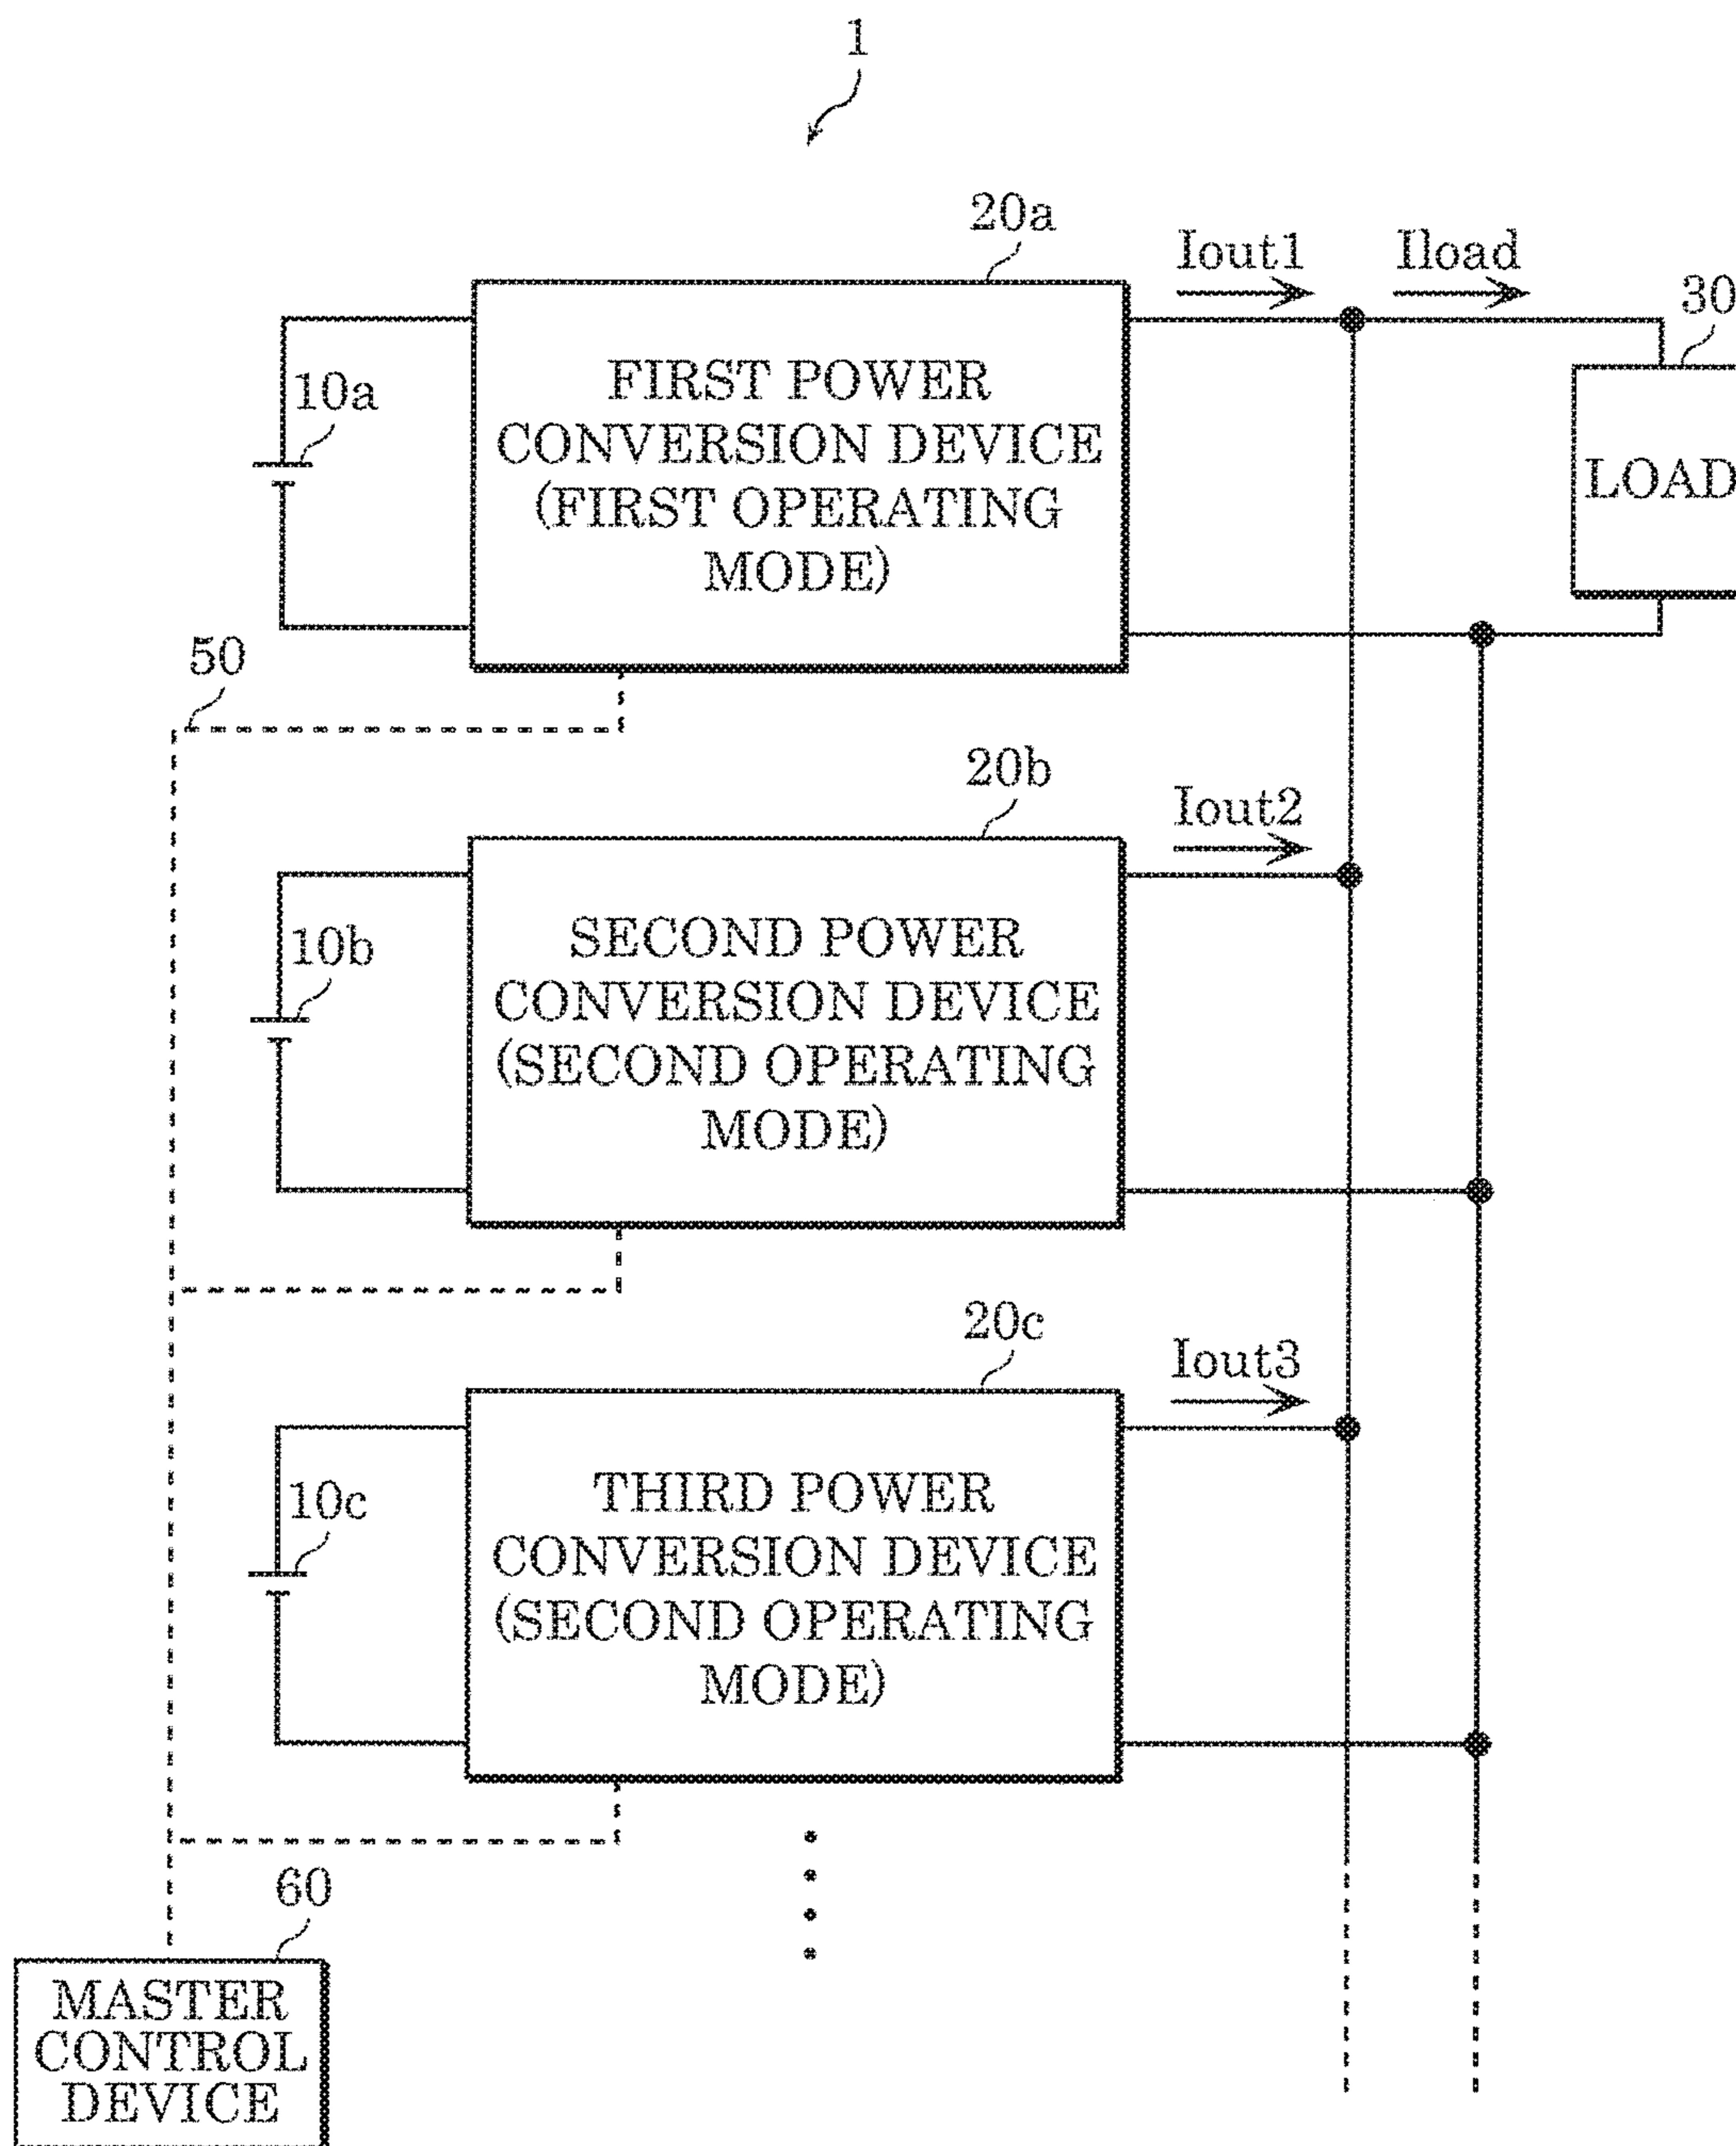 1
20a
Iout1
Iload
30
10a
FIRST POWER
CONVERSION DEVICE
(FIRST OPERATING
MODE)
LOAD
50
20b
Iout2
10b
SECOND POWER
CONVERSION DEVICE
(SECOND OPERATING
MODE)
20c
Iout3
10c
THIRD POWER
CONVERSION DEVICE
(SECOND OPERATING
MODE)
60
MASTER
CONTROL
DEVICE